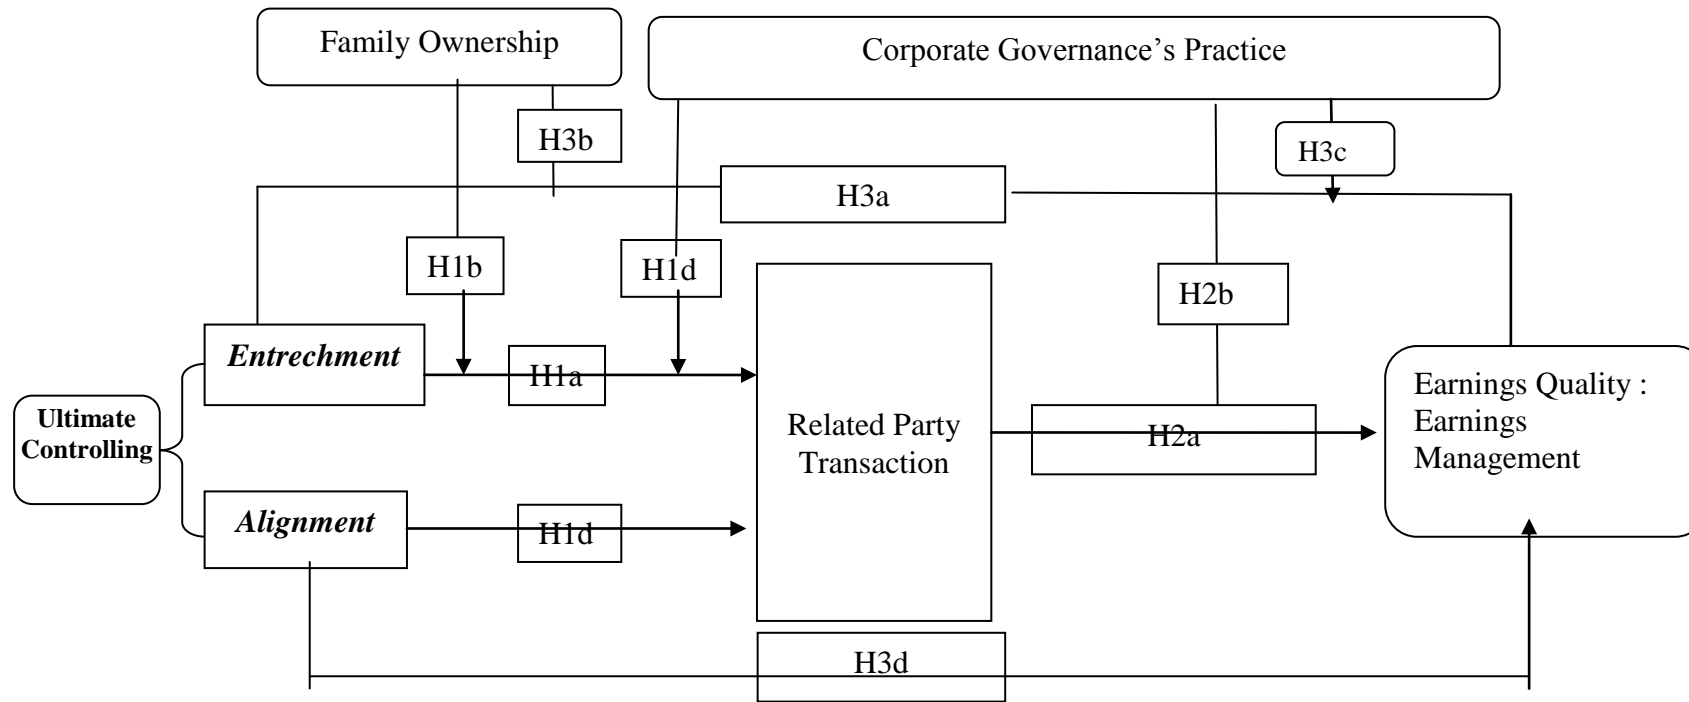 Family Ownership
Corporate Governance’s Practice
H3b
H3c
H3a
H1b
H1d
H2b
Entrechment
H1a
Ultimate
Controlling
Related Party
Transaction
H2a
Earnings Quality :
Earnings
Management
Alignment
H1d
H3d